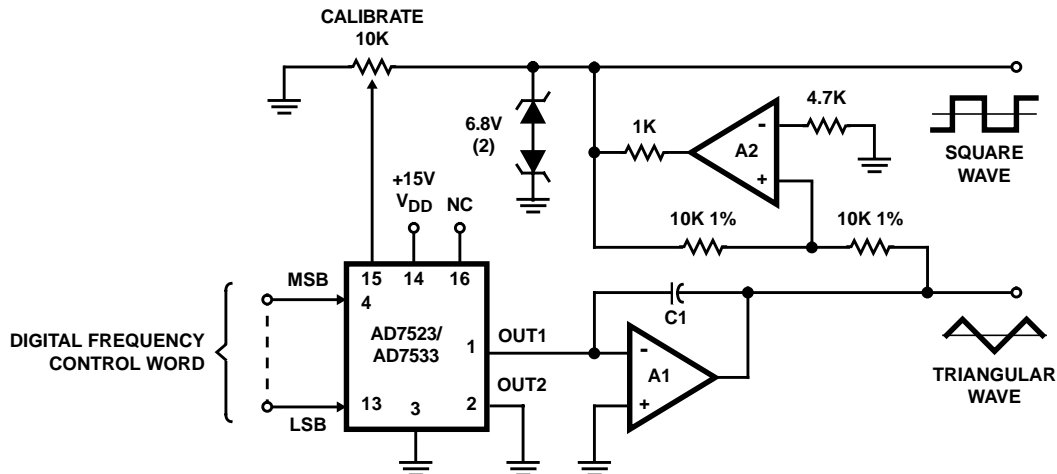 CALIBRATE
10K
6.8V
(2)
1K
4.7K
-
A2
+
SQUARE
WAVE
+15V
VDD
NC
10K 1%
10K 1%
15
14
16
MSB
4
DIGITAL FREQUENCY
CONTROL WORD
AD7523/
AD7533
1
OUT1
C1
-
A1
+
TRIANGULAR
WAVE
OUT2
13
3
2
LSB